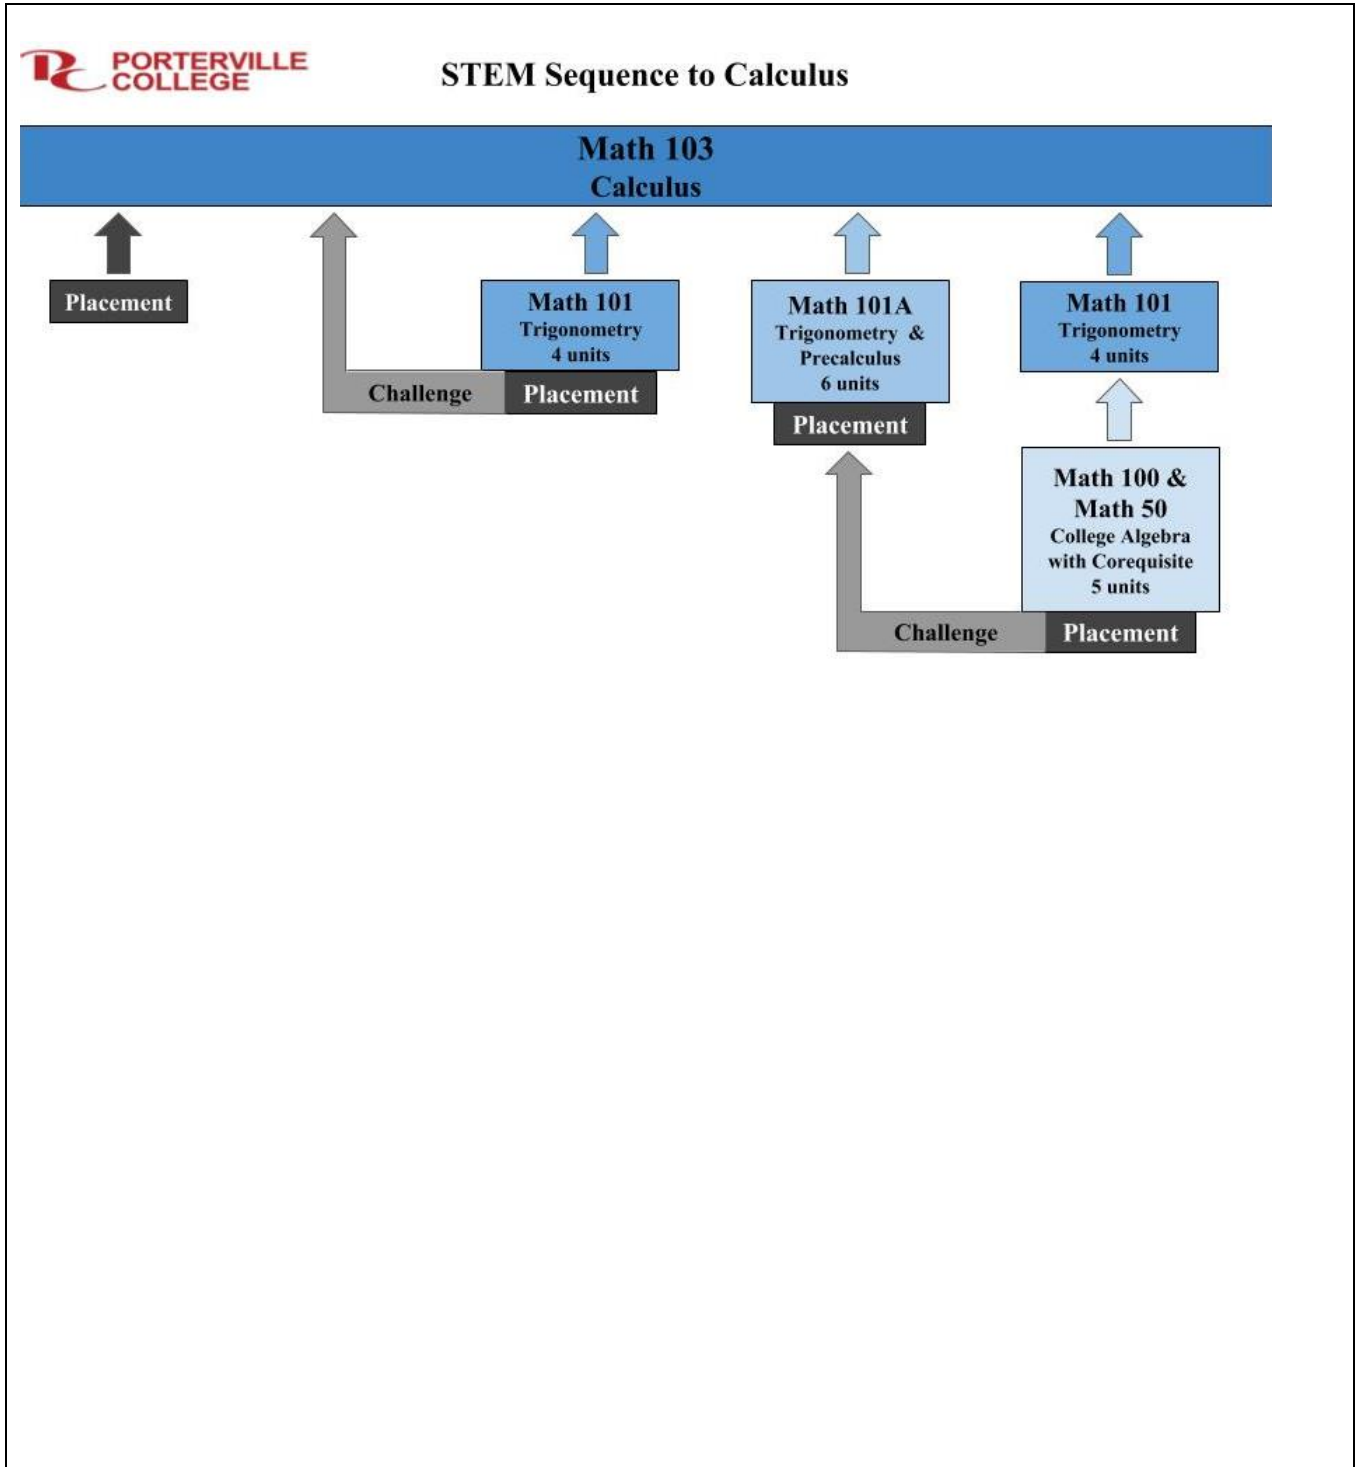 PORTERVILLE
COLLEGE
STEM Sequence to Calculus
Math 103
Calculus
Placement
Math 101
Trigonometry
4 units
Challenge
Placement
Math 101A
Trigonometry &
Precalculus
6 units
Placement
Math 101
Trigonometry
4 units
Math 100 &
Math 50
College Algebra
with Corequisite
5 units
Challenge
Placement